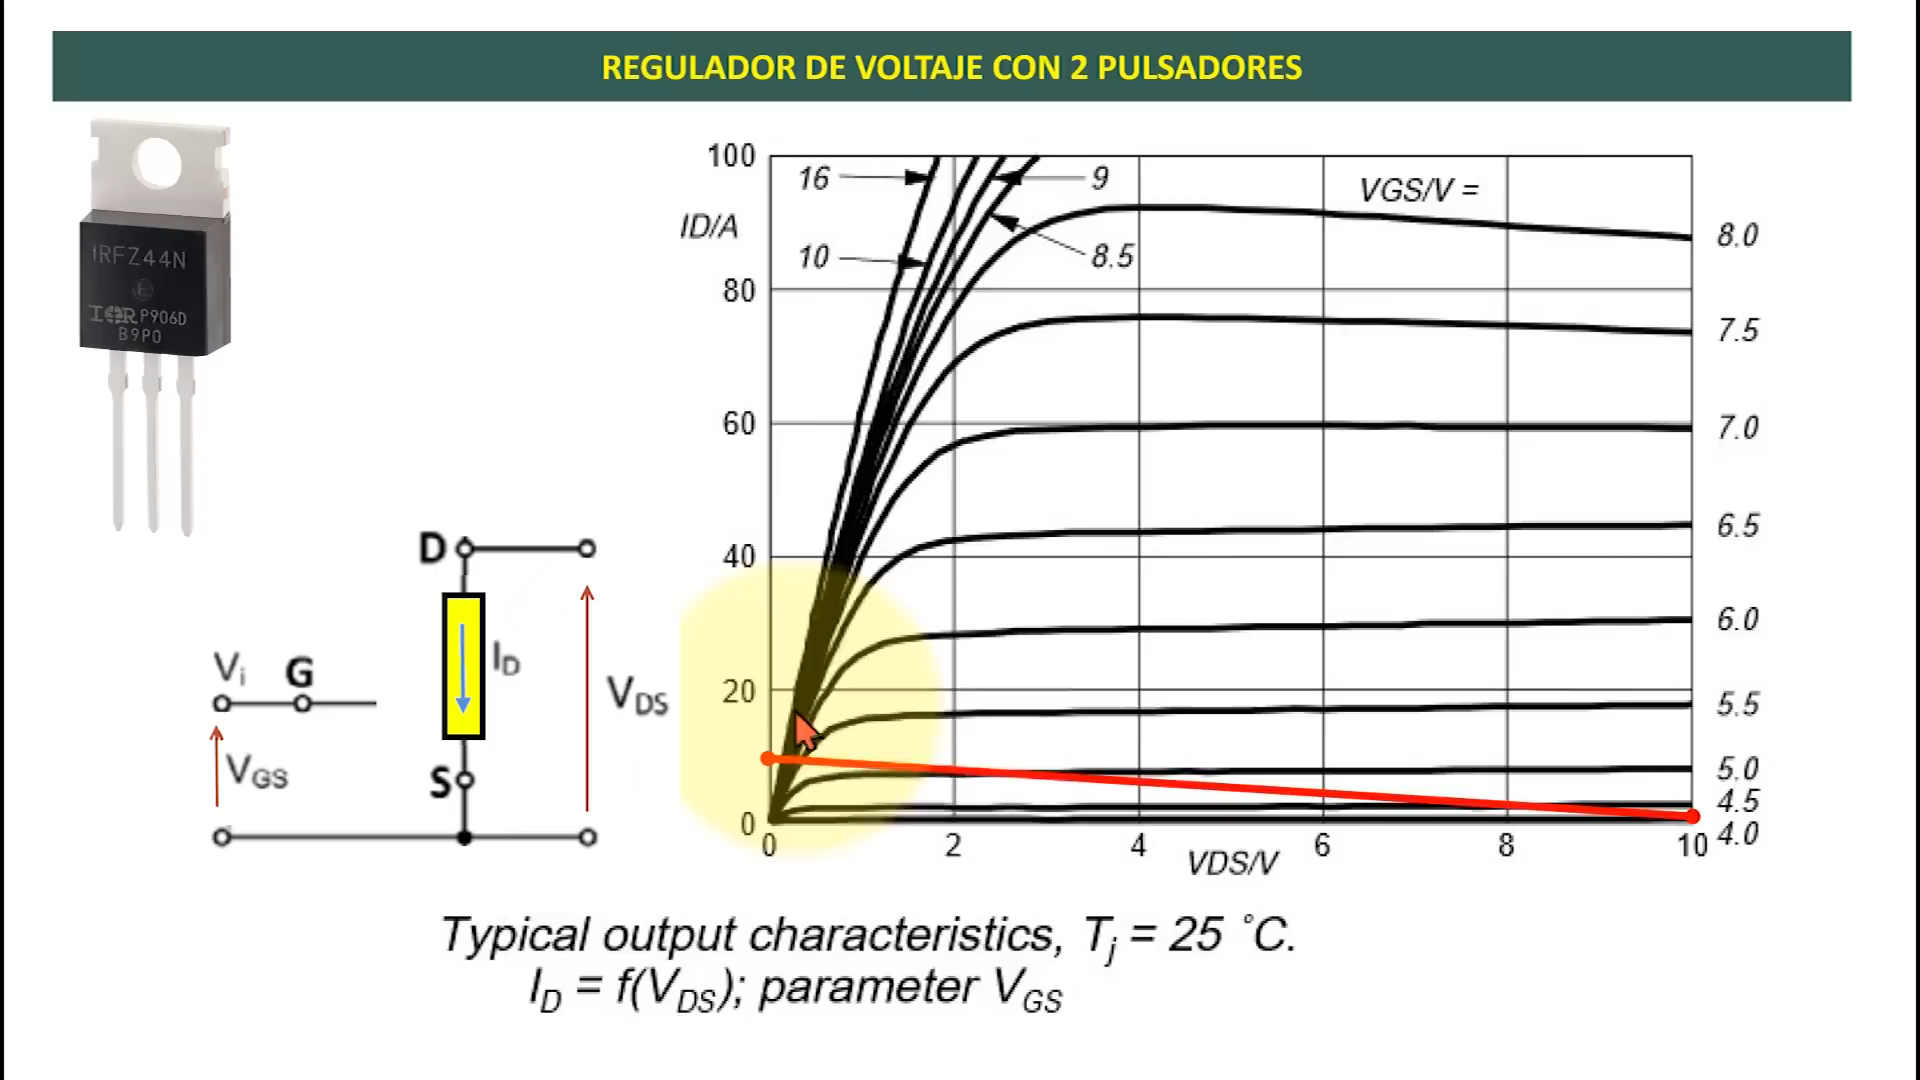 REGULADOR DE VOLTAJE CON 2 PULSADORES
IRFZ44N
IOR P906D
B9P0
D
ID
Vi
G
VDS
VGS
S
100
80
60
40
20
0
ID/A
16
10
9
8.5
VGS/V =
8.0
7.5
7.0
6.5
6.0
5.5
5.0
4.5
4.0
0 2 4 6 8 10
VDS/V
Typical output characteristics, Tj = 25 ˚C.
ID = f(VDS); parameter VGS